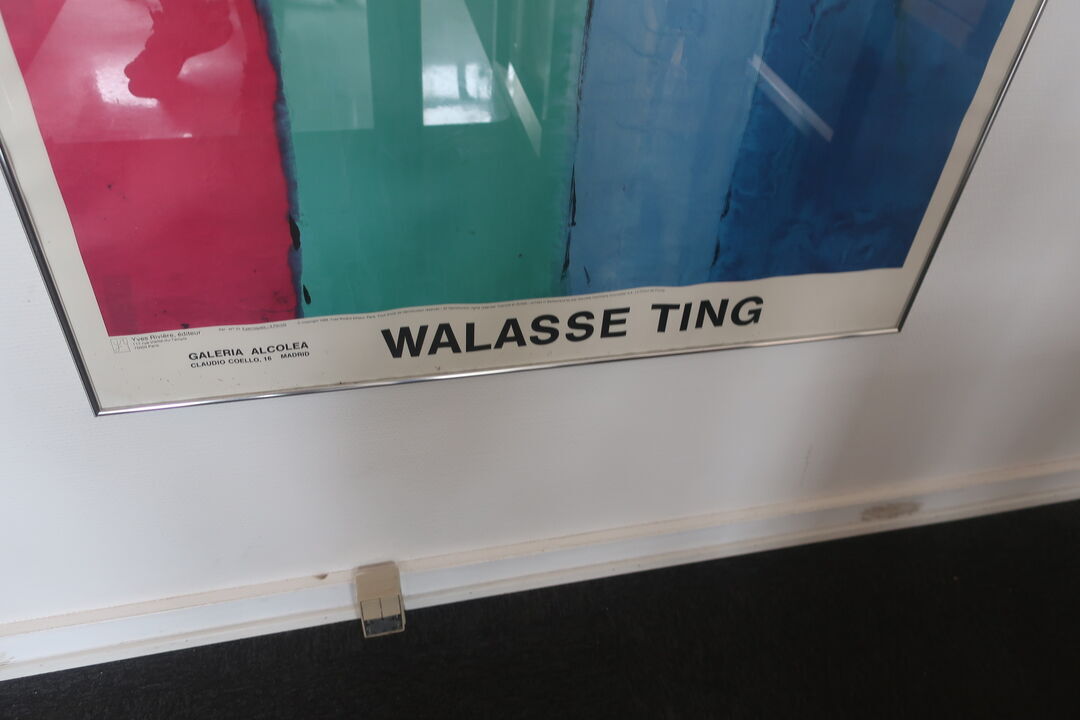 Yves Rivière, éditeur
GALERIA ALCOLEA
CLAUDIO COELLO, 16 MADRID
WALASSE TING